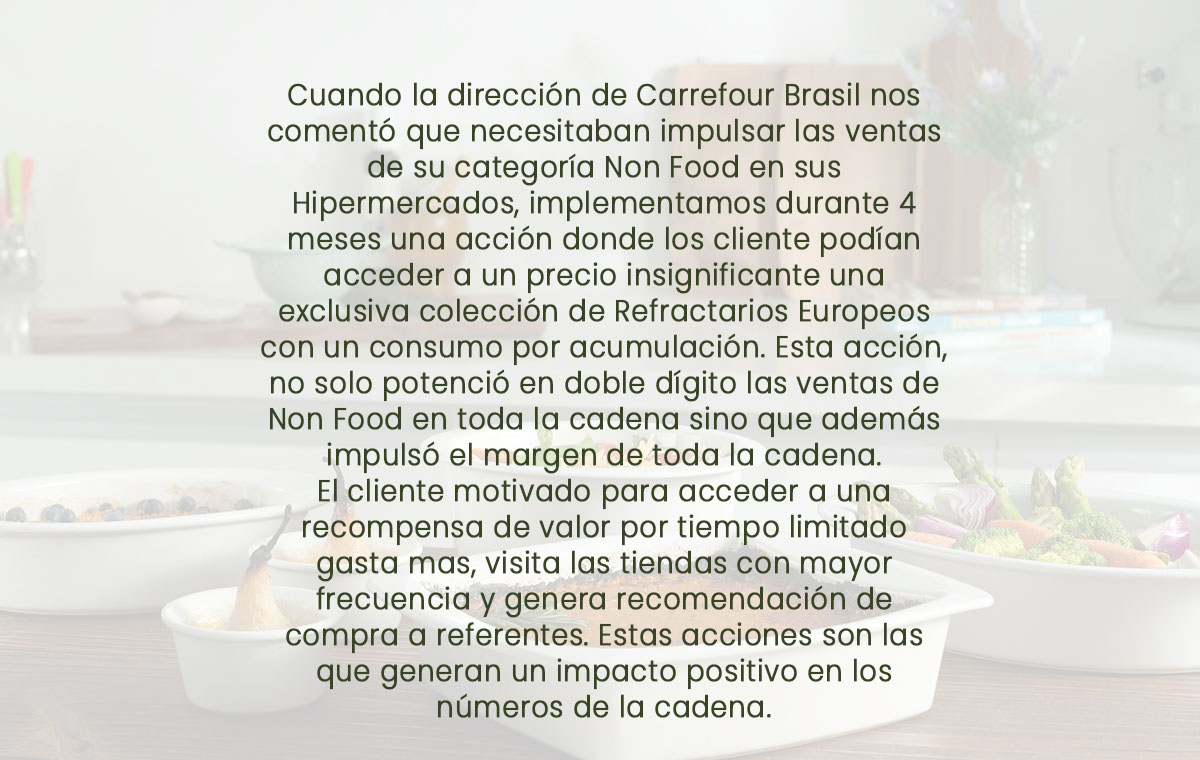 Cuando la dirección de Carrefour Brasil nos
comentó que necesitaban impulsar las ventas
de su categoría Non Food en sus
Hipermercados, implementamos durante 4
meses una acción donde los cliente podían
acceder a un precio insignificante una
exclusiva colección de Refractarios Europeos
con un consumo por acumulación. Esta acción,
no solo potenció en doble dígito las ventas de
Non Food en toda la cadena sino que además
impulsó el margen de toda la cadena.
El cliente motivado para acceder a una
recompensa de valor por tiempo limitado
gasta mas, visita las tiendas con mayor
frecuencia y genera recomendación de
compra a referentes. Estas acciones son las
que generan un impacto positivo en los
números de la cadena.